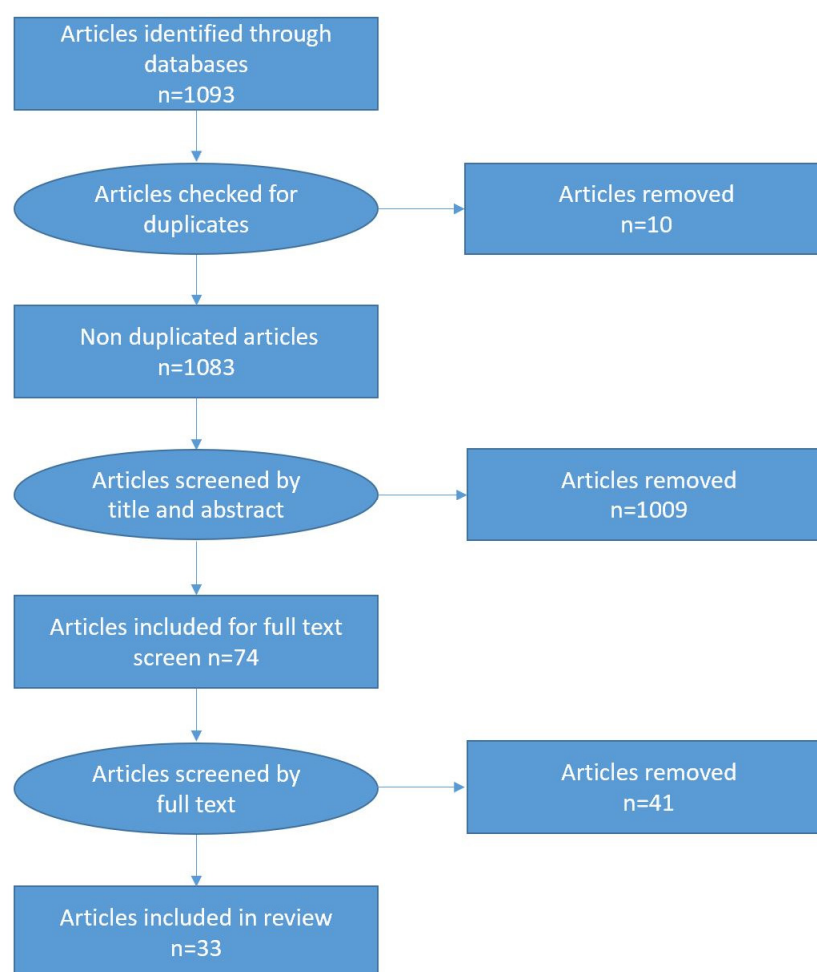 Articles identified through
databases
n=1093
Articles checked for
duplicates
Articles removed
n=10
Non duplicated articles
n=1083
Articles screened by
title and abstract
Articles removed
n=1009
Articles included for full text
screen n=74
Articles screened by
full text
Articles removed
n=41
Articles included in review
n=33